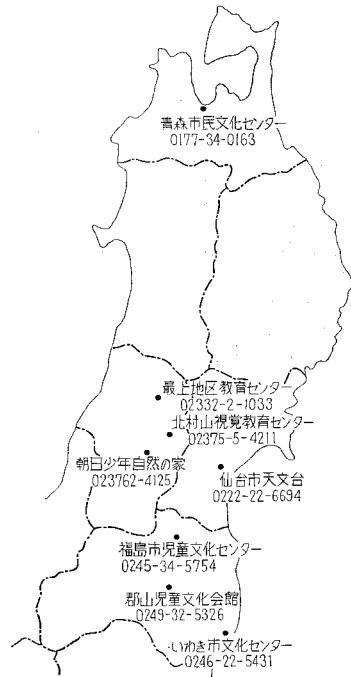 青森市民文化センター
0177-34-0163
最上地区教育センター
02332-2-1033
北村山視覚教育センター
02375-5-4211
朝日少年自然の家
023762-4125
仙台市天文台
0222-22-6694
福島市児童文化センター
0245-34-5754
郡山児童文化会館
0249-32-5326
いわき市文化センター
0246-22-5431